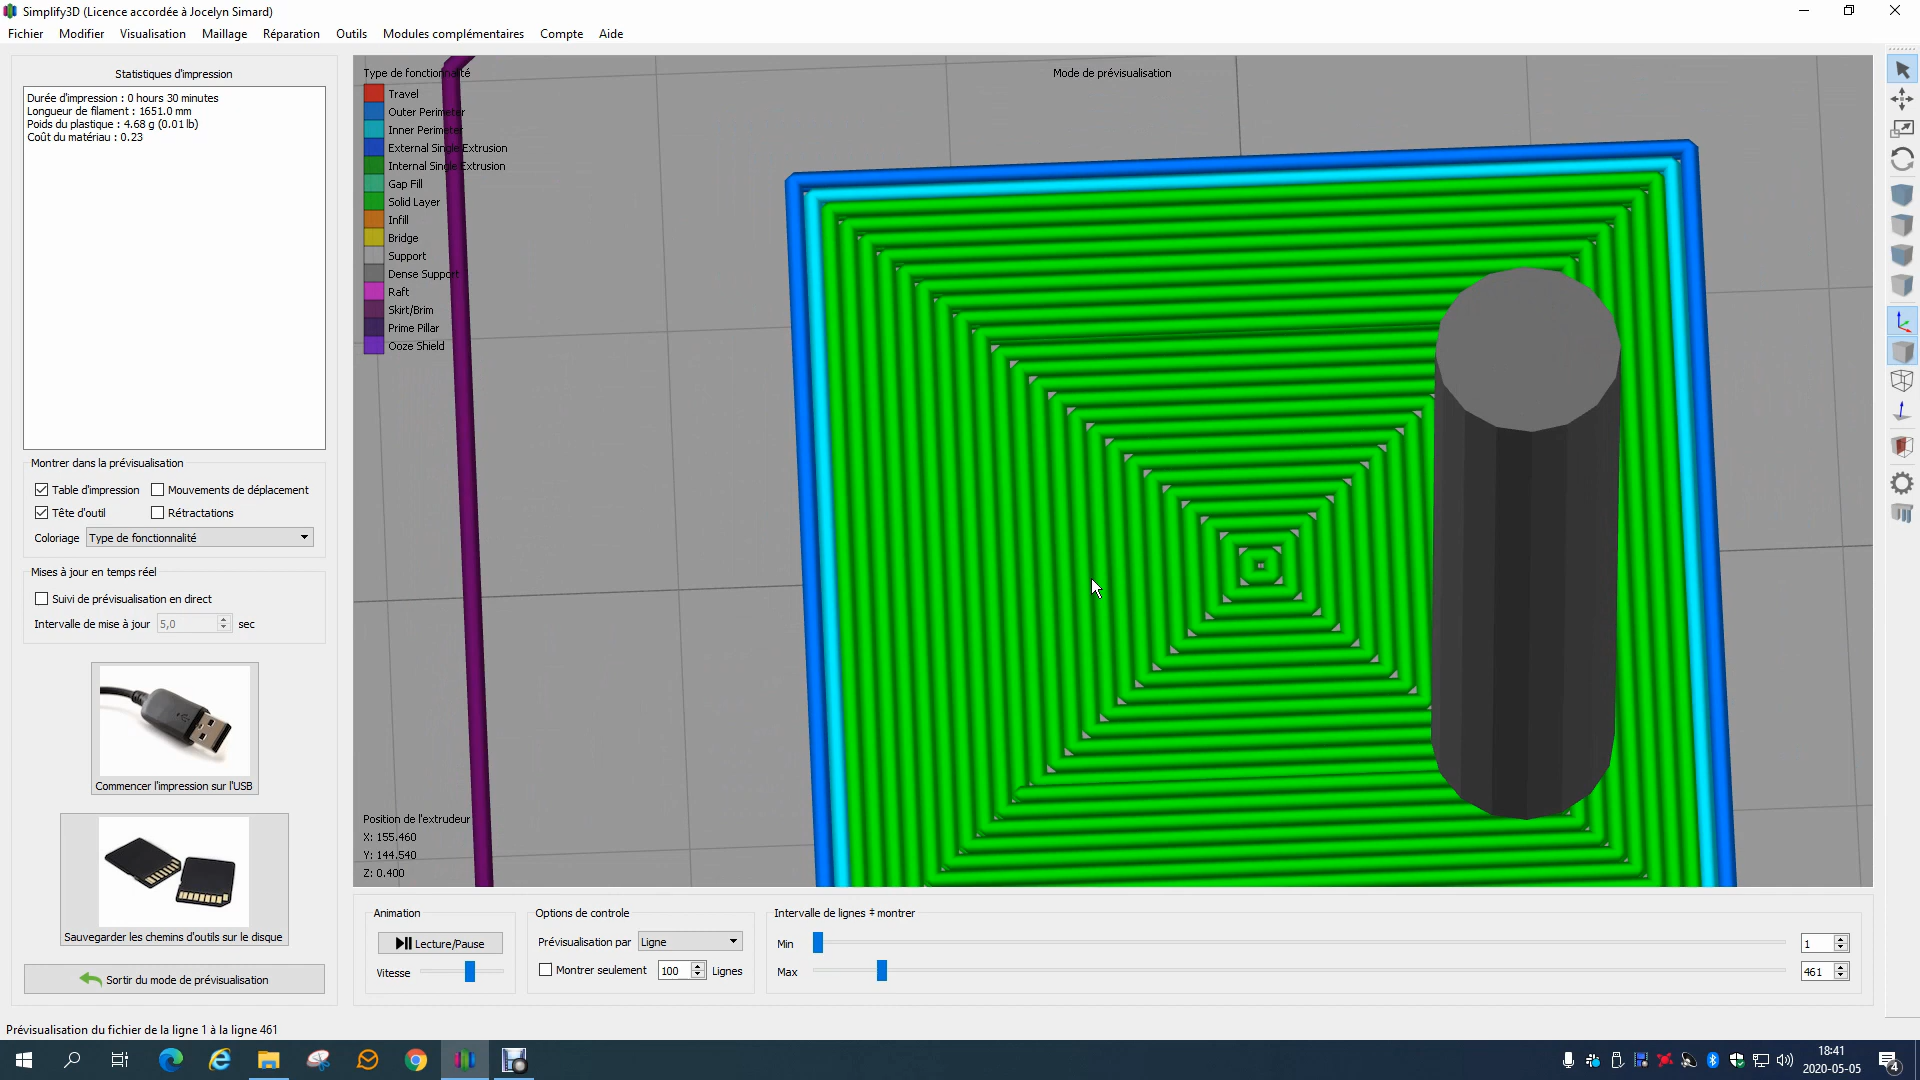 Simplify3D (Licence accordée à Jocelyn Simard)
Fichier Modifier Visualisation Maillage Réparation Outils Modules complémentaires Compte Aide
Statistiques d'impression
Durée d'impression : 0 hours 30 minutes
Longueur de filament : 1651.0 mm
Poids du plastique : 4.68 g (0.01 lb)
Coût du matériau : 0.23
Montrer dans la prévisualisation
Table d'impression Mouvements de déplacement
Tête d'outil Rétractations
Coloriage Type de fonctionnalité
Mises à jour en temps réel
Suivi de prévisualisation en direct
Intervalle de mise à jour 5,0 sec
Commencer l'impression sur l'USB
Sauvegarder les chemins d'outils sur le disque
Sortir du mode de prévisualisation
Type de fonctionnalité
Travel
Outer Perimeter
Inner Perimeter
External Single Extrusion
Internal Single Extrusion
Gap Fill
Solid Layer
Infill
Bridge
Support
Dense Support
Raft
Skirt/Brim
Prime Pillar
Ooze Shield
Mode de prévisualisation
Position de l'extrudeur
X: 155.460
Y: 144.540
Z: 0.400
Animation
Lecture/Pause
Vitesse
Options de controle
Prévisualisation par Ligne
Montrer seulement 100 Lignes
Intervalle de lignes ‡ montrer
Min 1
Max 461
Prévisualisation du fichier de la ligne 1 à la ligne 461
18:41
2020-05-05
4